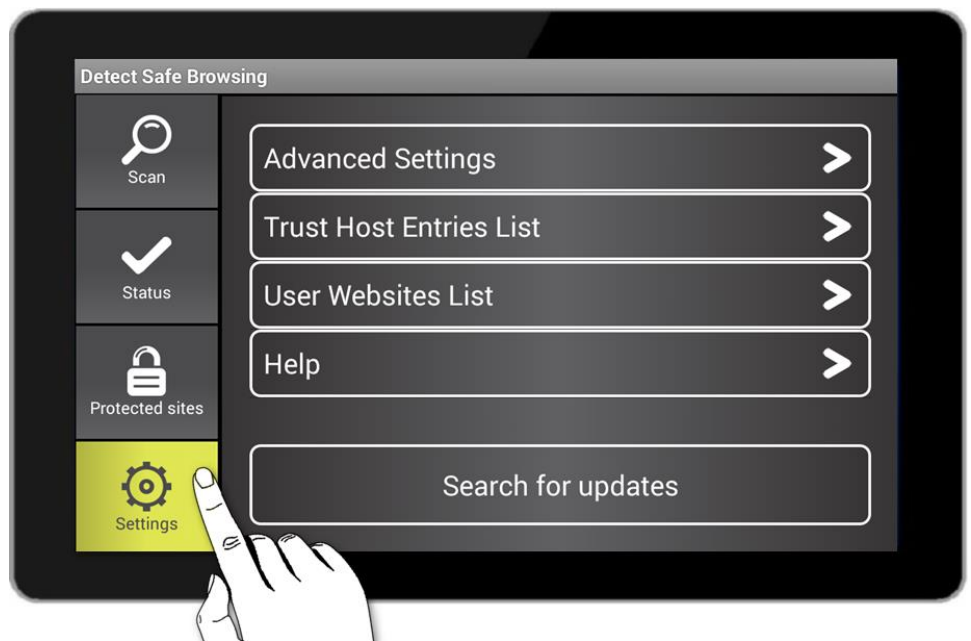 Detect Safe Browsing
Scan
Advanced Settings
Trust Host Entries List
Status
User Websites List
Help
Protected sites
Search for updates
Settings